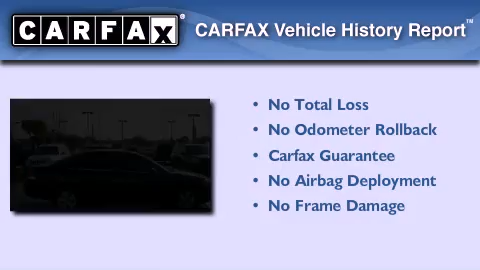 CARFAX® CARFAX Vehicle History Report™
• No Total Loss
• No Odometer Rollback
• Carfax Guarantee
• No Airbag Deployment
• No Frame Damage